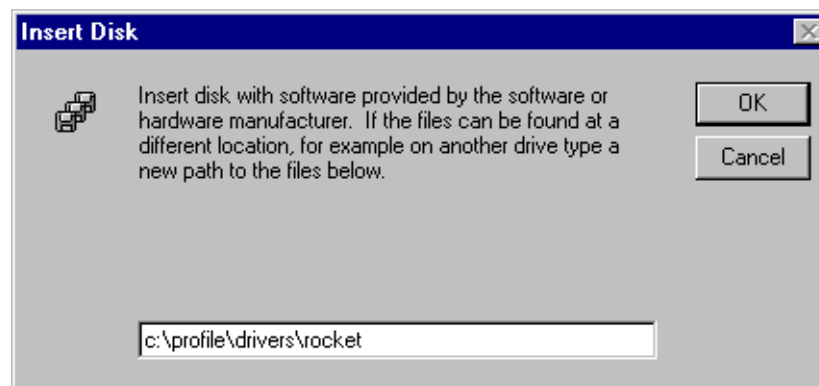 Insert Disk
Insert disk with software provided by the software or
hardware manufacturer.  If the files can be found at a
different location, for example on another drive type a
new path to the files below.
OK
Cancel
c:\profile\drivers\rocket